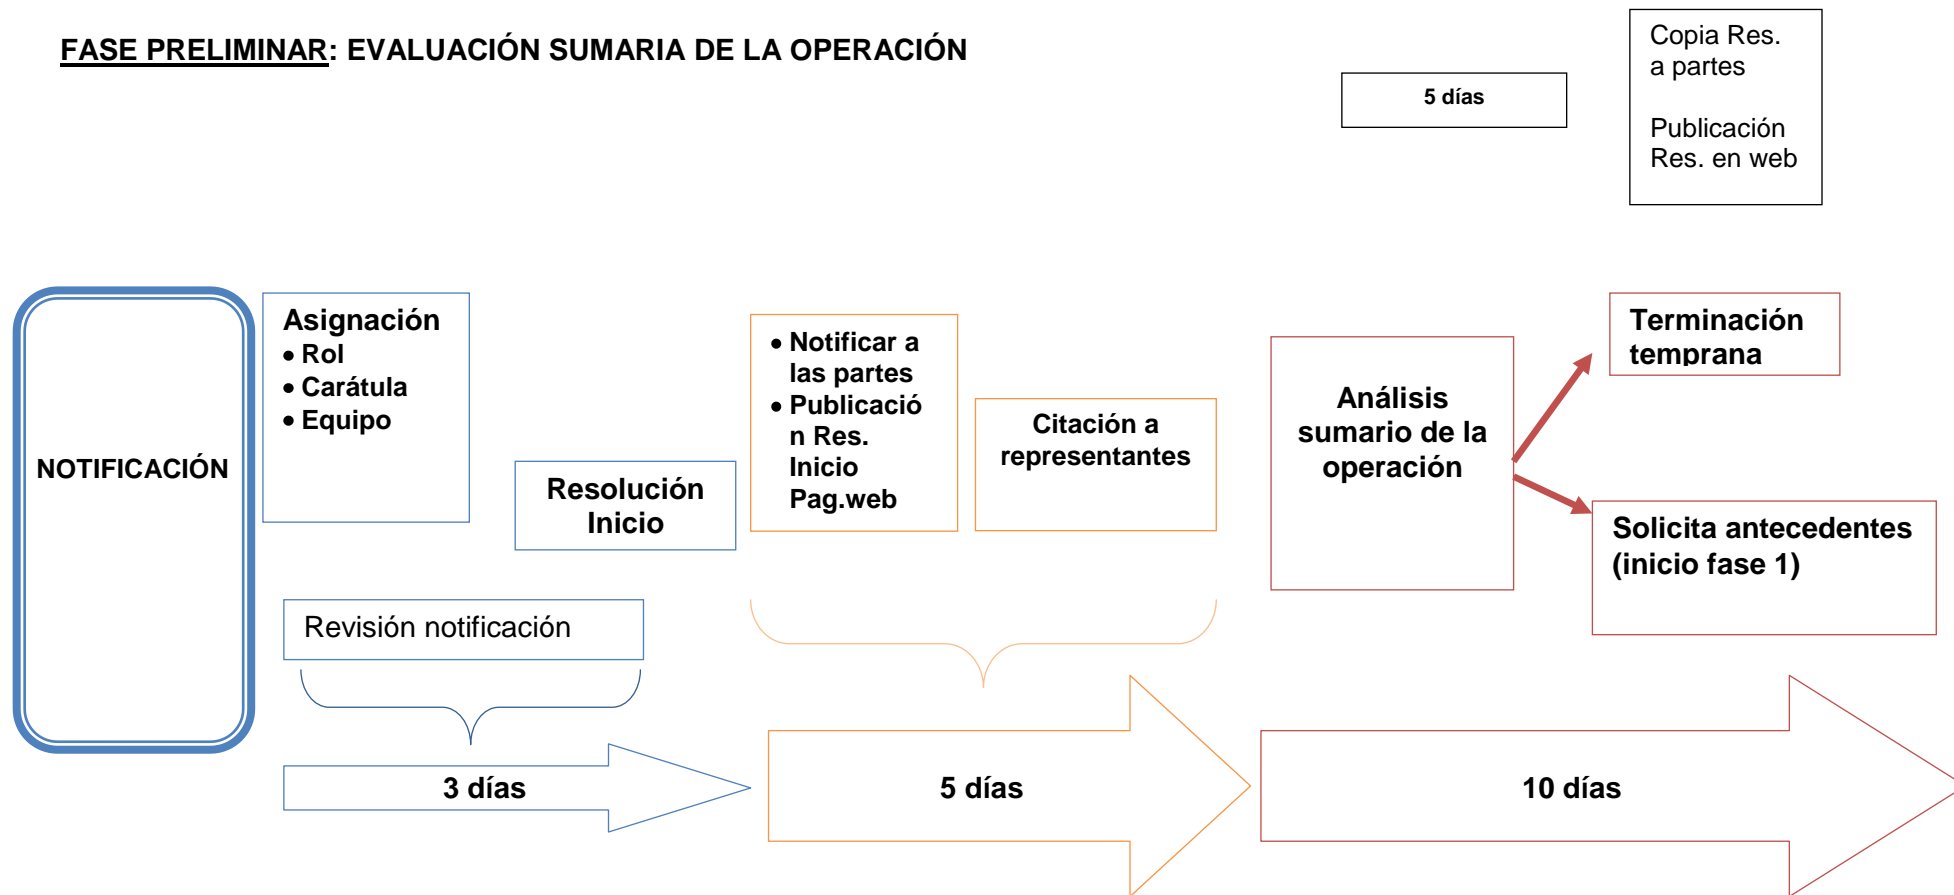 FASE PRELIMINAR: EVALUACIÓN SUMARIA DE LA OPERACIÓN
5 días
Copia Res.
a partes
Publicación
Res. en web
NOTIFICACIÓN
Asignación
• Rol
• Carátula
• Equipo
Resolución
Inicio
Revisión notificación
• Notificar a
las partes
• Publicació
n Res.
Inicio
Pag.web
Citación a
representantes
Análisis
sumario de la
operación
Terminación
temprana
Solicita antecedentes
(inicio fase 1)
3 días
5 días
10 días